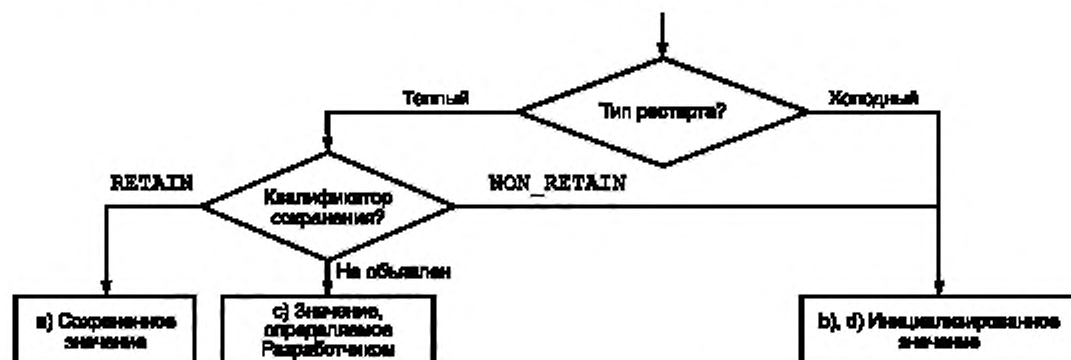 Теплый
Тип рестарта?
Холодный
RETAIN
Квалификатор
сохранения?
NON_RETAIN
Не объявлен
a) Сохраненное
значение
c) Значение,
определяемое
Разработчиком
b), d) Инициализированное
значение